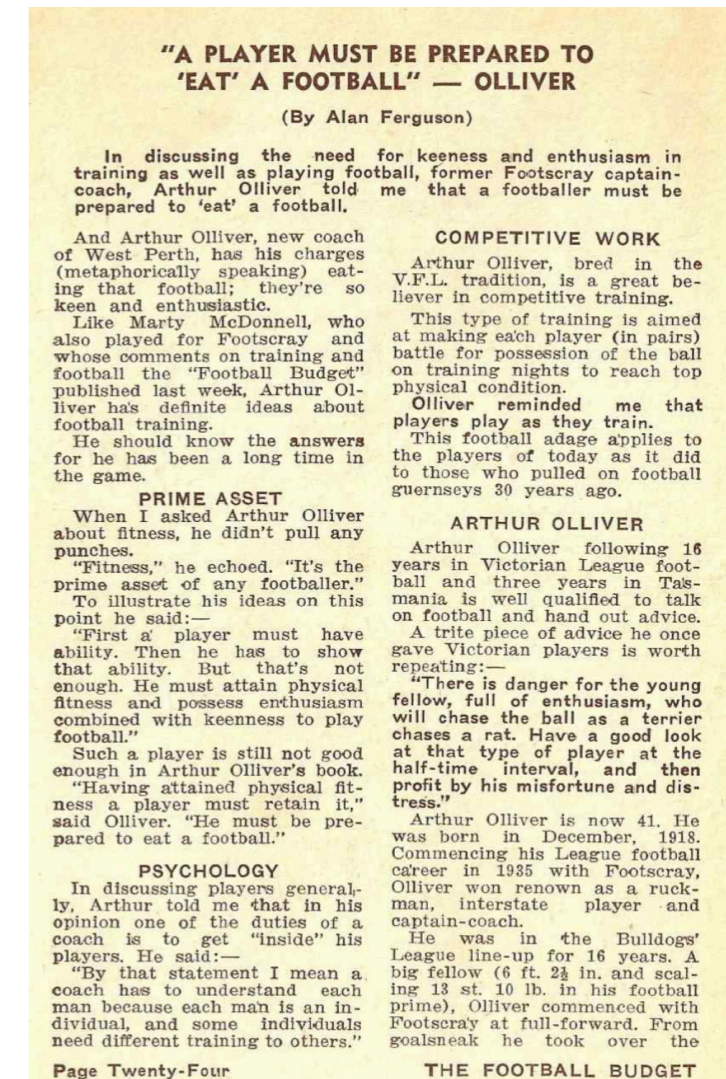 "A PLAYER MUST BE PREPARED TO
'EAT' A FOOTBALL" — OLLIVER
(By Alan Ferguson)
In discussing the need for keeness and enthusiasm in
training as well as playing football, former Footscray captain-
coach, Arthur Olliver told me that a footballer must be
prepared to 'eat' a football.
And Arthur Olliver, new coach
of West Perth, has his charges
(metaphorically speaking) eat-
ing that football; they're so
keen and enthusiastic.
Like Marty McDonnell, who
also played for Footscray and
whose comments on training and
football the "Football Budget"
published last week, Arthur Ol-
liver has definite ideas about
football training.
He should know the answers
for he has been a long time in
the game.
PRIME ASSET
When I asked Arthur Olliver
about fitness, he didn't pull any
punches.
"Fitness," he echoed. "It's the
prime asset of any footballer."
To illustrate his ideas on this
point he said:—
"First a player must have
ability. Then he has to show
that ability. But that's not
enough. He must attain physical
fitness and possess enthusiasm
combined with keenness to play
football."
Such a player is still not good
enough in Arthur Olliver's book.
"Having attained physical fit-
ness a player must retain it,"
said Olliver. "He must be pre-
pared to eat a football."
PSYCHOLOGY
In discussing players general-
ly, Arthur told me that in his
opinion one of the duties of a
coach is to get "inside" his
players. He said:—
"By that statement I mean a
coach has to understand each
man because each man is an in-
dividual, and some individuals
need different training to others."
Page Twenty-Four
COMPETITIVE WORK
Arthur Olliver, bred in the
V.F.L. tradition, is a great be-
liever in competitive training.
This type of training is aimed
at making each player (in pairs)
battle for possession of the ball
on training nights to reach top
physical condition.
Olliver reminded me that
players play as they train.
This football adage applies to
the players of today as it did
to those who pulled on football
guernseys 30 years ago.
ARTHUR OLLIVER
Arthur Olliver following 16
years in Victorian League foot-
ball and three years in Tas-
mania is well qualified to talk
on football and hand out advice.
A trite piece of advice he once
gave Victorian players is worth
repeating:—
"There is danger for the young
fellow, full of enthusiasm, who
will chase the ball as a terrier
chases a rat. Have a good look
at that type of player at the
half-time interval, and then
profit by his misfortune and dis-
tress."
Arthur Olliver is now 41. He
was born in December, 1918.
Commencing his League football
career in 1935 with Footscray,
Olliver won renown as a ruck-
man, interstate player and
captain-coach.
He was in the Bulldogs'
League line-up for 16 years. A
big fellow (6 ft. 2½ in. and scal-
ing 13 st. 10 lb. in his football
prime), Olliver commenced with
Footscray at full-forward. From
goalsneak he took over the
THE FOOTBALL BUDGET